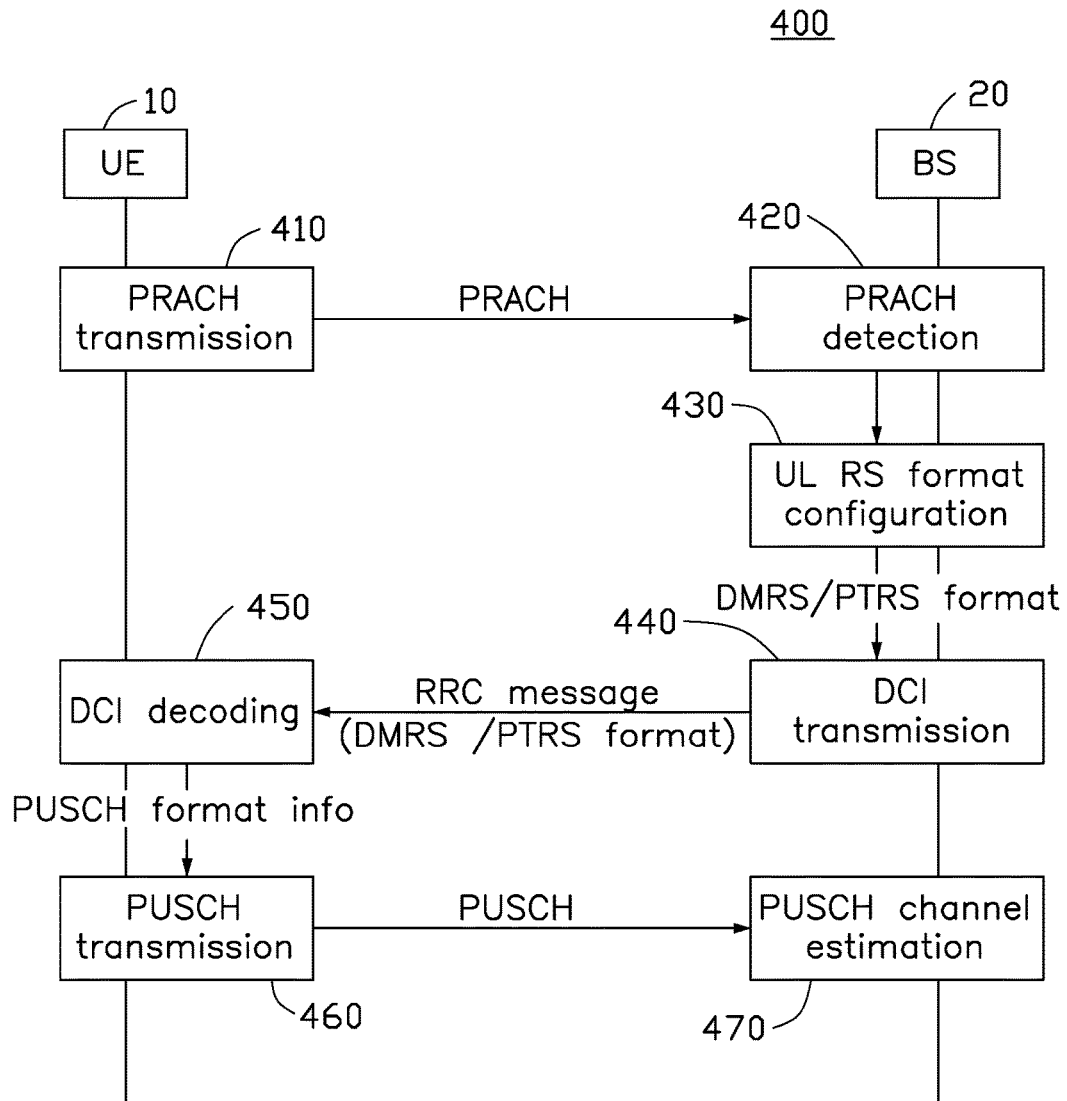 400
10
20
UE
BS
410
420
PRACH
transmission
PRACH
PRACH
detection
430
UL RS format
configuration
DMRS/PTRS format
450
440
DCI decoding
RRC message
(DMRS /PTRS format)
DCI
transmission
PUSCH format info
PUSCH
transmission
PUSCH
PUSCH channel
estimation
460
470